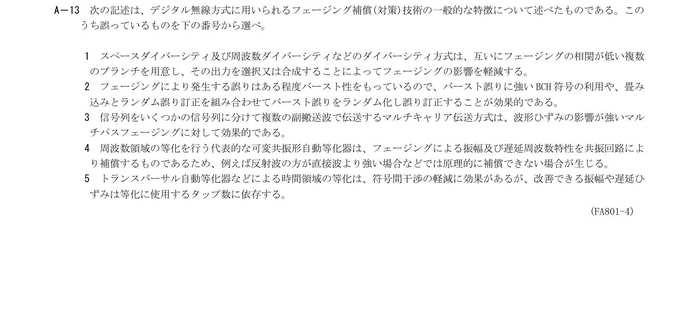 A－13 次の記述は、デジタル無線方式に用いられるフェージング補償(対策)技術の一般的な特徴について述べたものである。このうち誤っているものを下の番号から選べ。
1 スペースダイバーシティ及び周波数ダイバーシティなどのダイバーシティ方式は、互いにフェージングの相関が低い複数のブランチを用意し、その出力を選択又は合成することによってフェージングの影響を軽減する。
2 フェージングにより発生する誤りはある程度バースト性をもっているので、バースト誤りに強い BCH 符号の利用や、畳み込みとランダム誤り訂正を組み合わせてバースト誤りをランダム化し誤り訂正することが効果的である。
3 信号列をいくつかの信号列に分けて複数の副搬送波で伝送するマルチキャリア伝送方式は、波形ひずみの影響が強いマルチパスフェージングに対して効果的である。
4 周波数領域の等化を行う代表的な可変共振形自動等化器は、フェージングによる振幅及び遅延周波数特性を共振回路により補償するものであるため、例えば反射波の方が直接波より強い場合などでは原理的に補償できない場合が生じる。
5 トランスバーサル自動等化器などによる時間領域の等化は、符号間干渉の軽減に効果があるが、改善できる振幅や遅延ひずみは等化に使用するタップ数に依存する。
(FA801-4)